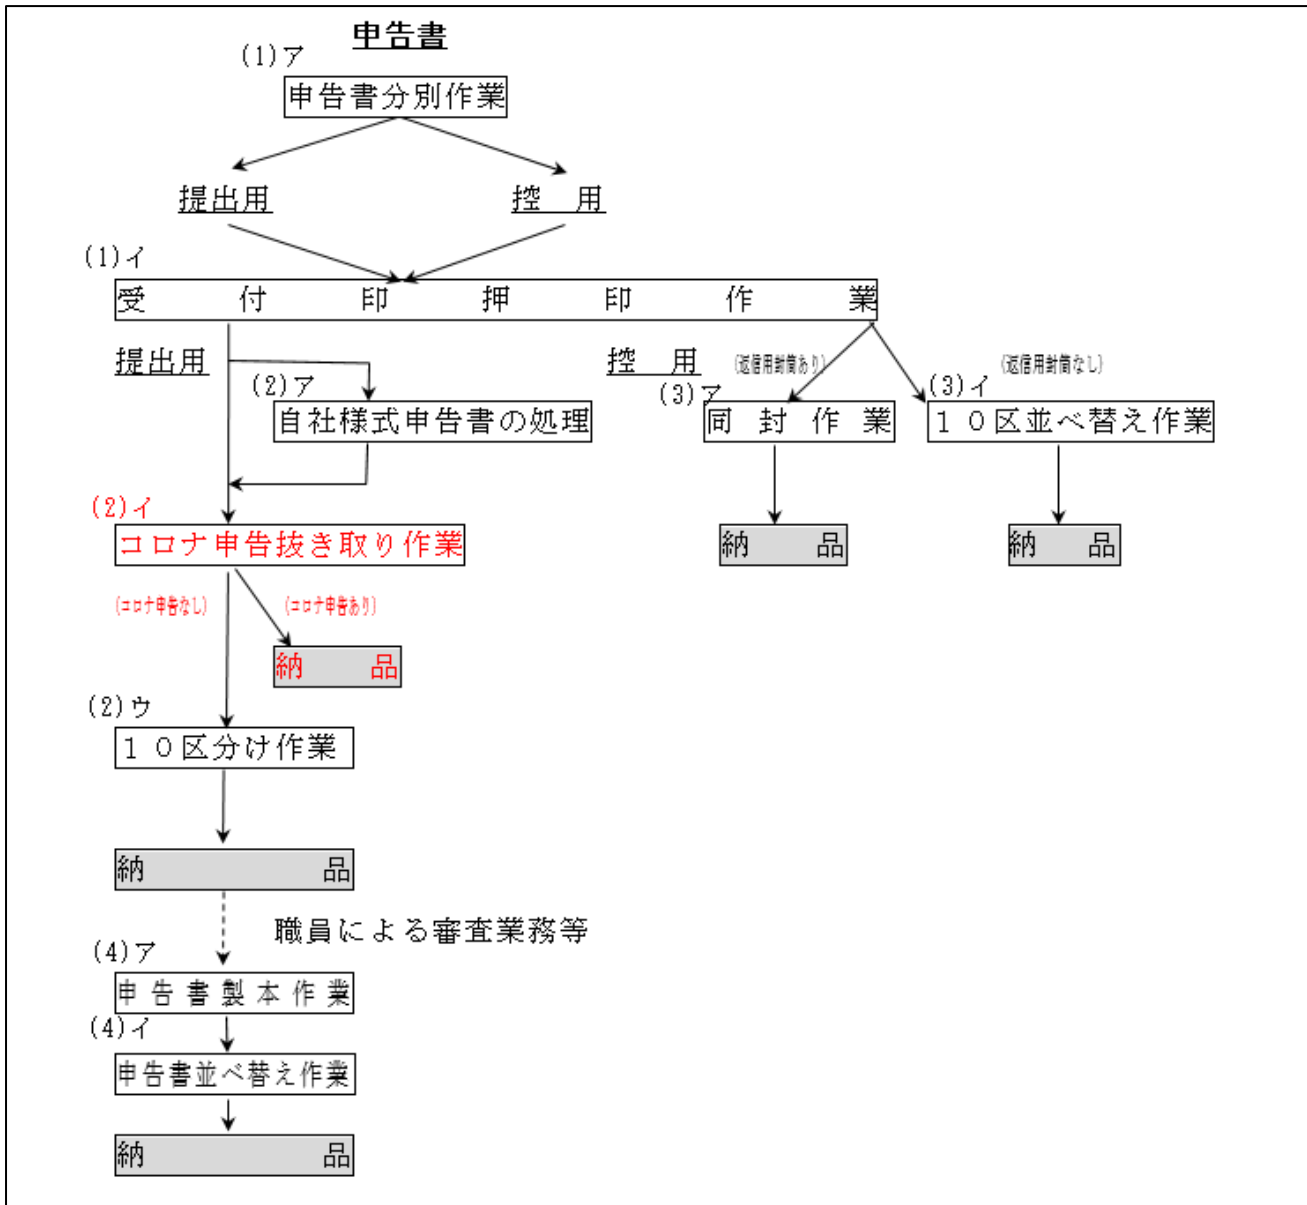 申告書
(1)ア
申告書分別作業
提出用
控　用
(1)イ
受付印押印作業
提出用
控　用
(返信用封筒あり)
(返信用封筒なし)
(2)ア
(3)ア
(3)イ
自社様式申告書の処理
同封作業
１０区並べ替え作業
(2)イ
コロナ申告抜き取り作業
納品
納品
(コロナ申告なし)
(コロナ申告あり)
納品
(2)ウ
１０区分け作業
納品
職員による審査業務等
(4)ア
申告書製本作業
(4)イ
申告書並べ替え作業
納品